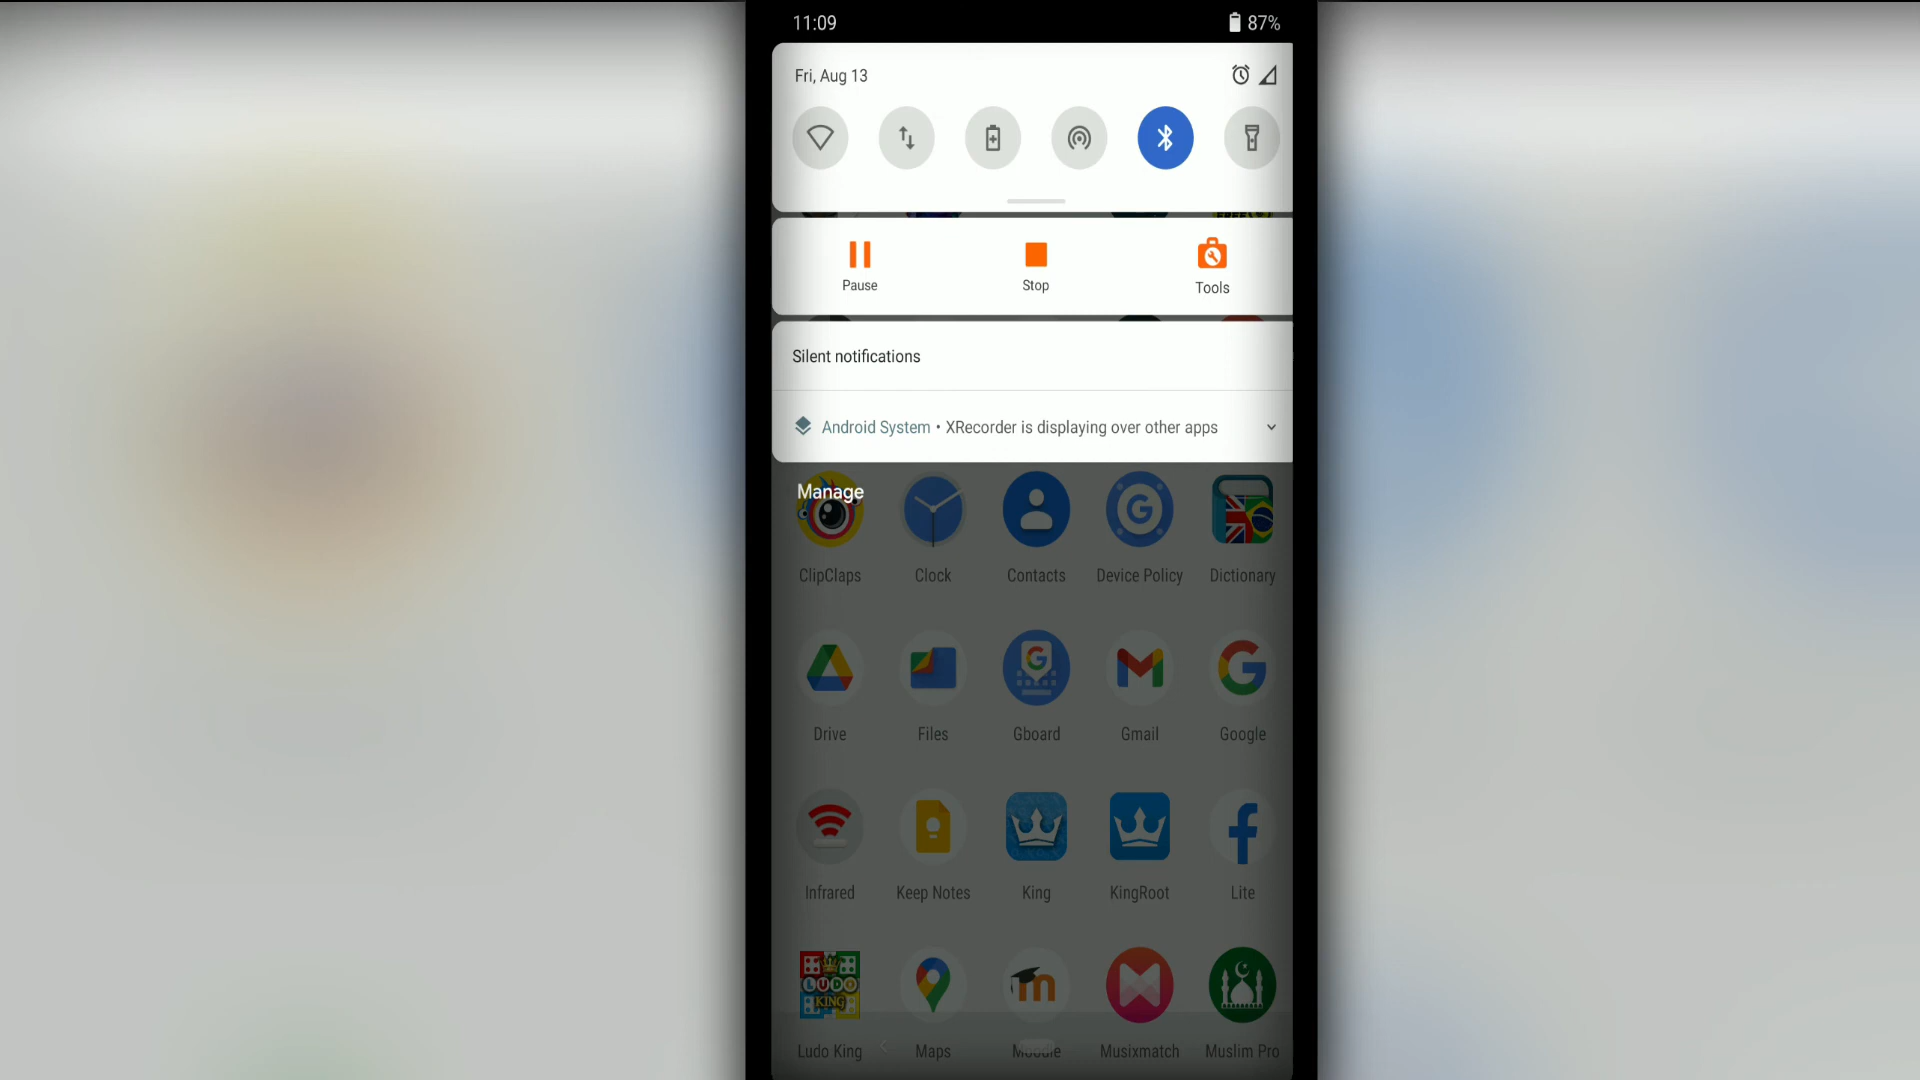 11:09
87%
Fri, Aug 13
Pause
Stop
Tools
Silent notifications
Android System • XRecorder is displaying over other apps
Manage
ClipClaps
Clock
Contacts
Device Policy
Dictionary
Drive
Files
Gboard
Gmail
Google
Infrared
Keep Notes
King
KingRoot
Lite
LUDO
KING
Ludo King
Maps
Moodle
Musixmatch
Muslim Pro